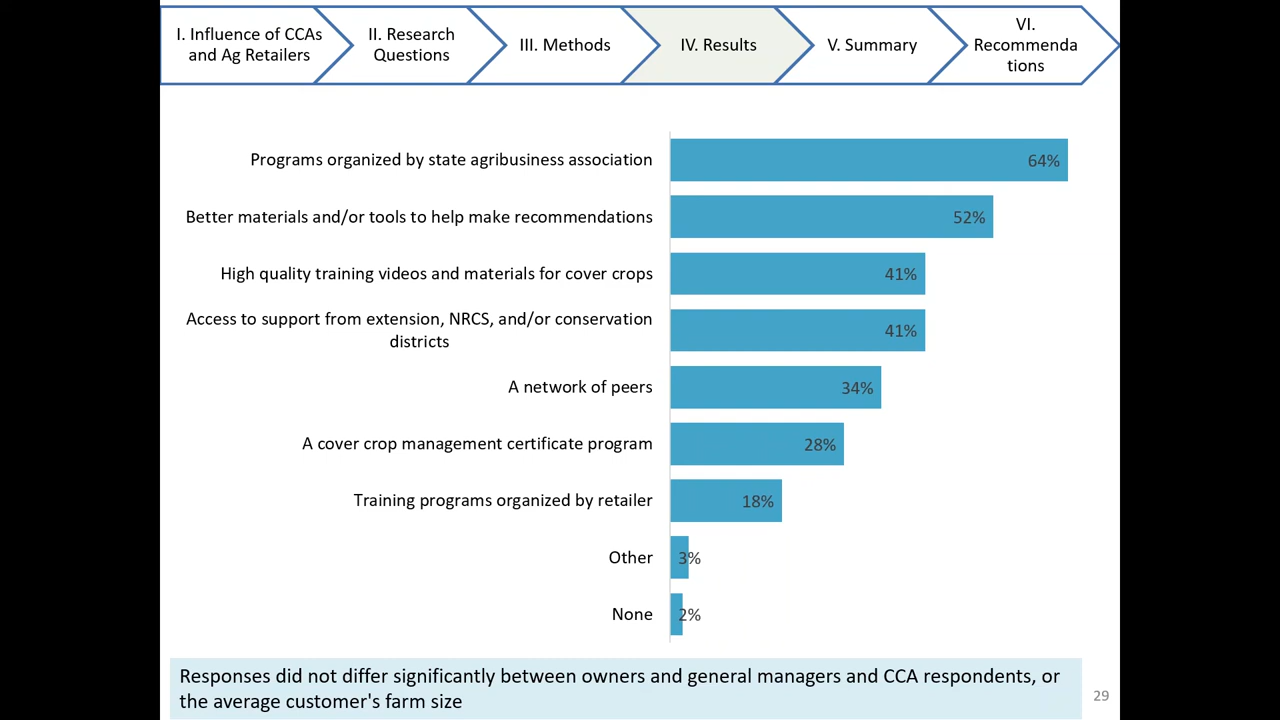 I. Influence of CCAs
and Ag Retailers
II. Research
Questions
III. Methods
IV. Results
V. Summary
VI.
Recommenda
tions
Programs organized by state agribusiness association
64%
Better materials and/or tools to help make recommendations
52%
High quality training videos and materials for cover crops
41%
Access to support from extension, NRCS, and/or conservation
districts
41%
A network of peers
34%
A cover crop management certificate program
28%
Training programs organized by retailer
18%
Other
3%
None
2%
Responses did not differ significantly between owners and general managers and CCA respondents, or
the average customer's farm size
29